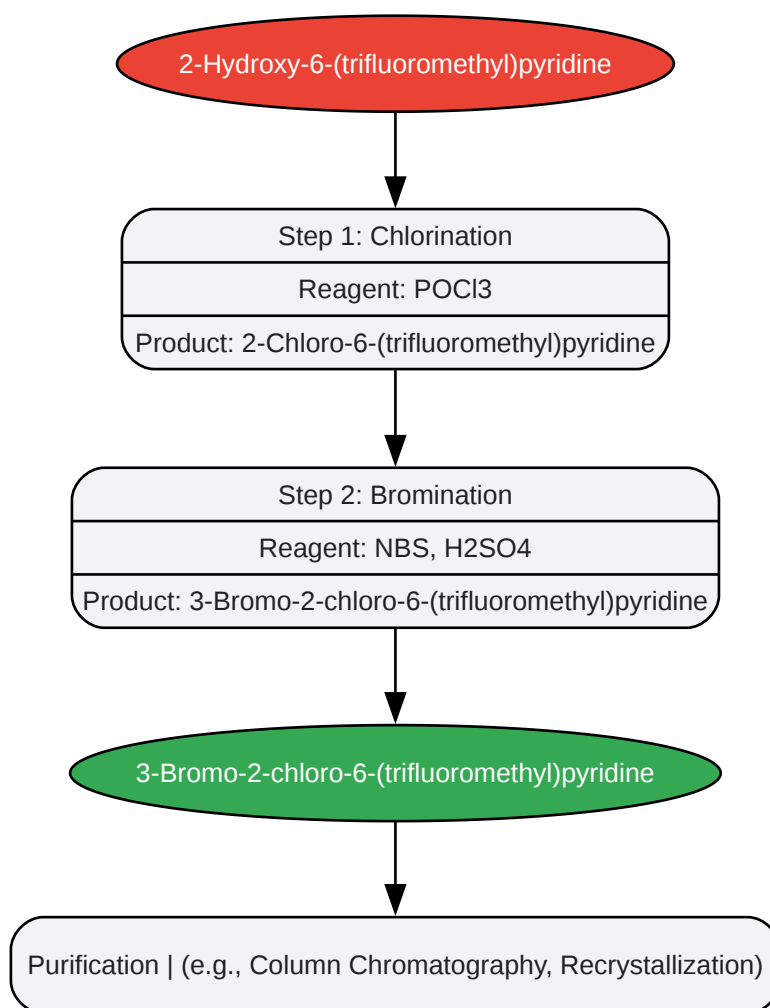 2-Hydroxy-6-(trifluoromethyl)pyridine
Step 1: Chlorination
Reagent: POCl3
Product: 2-Chloro-6-(trifluoromethyl)pyridine
Step 2: Bromination
Reagent: NBS, H2SO4
Product: 3-Bromo-2-chloro-6-(trifluoromethyl)pyridine
3-Bromo-2-chloro-6-(trifluoromethyl)pyridine
Purification | (e.g., Column Chromatography, Recrystallization)